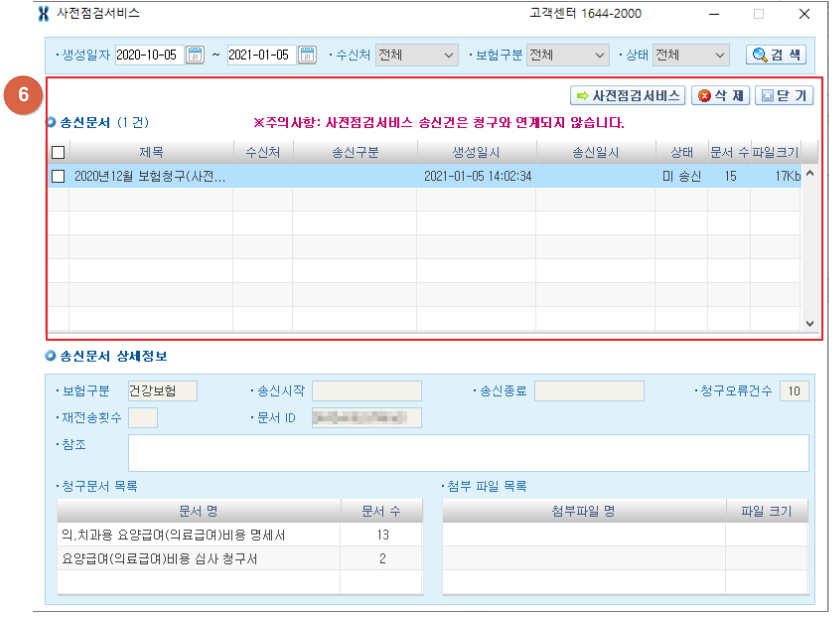 사전점검서비스 고객센터 1644-2000
·생성일자 2020-10-05 ~ 2021-01-05 ·수신처 전체 ·보험구분 전체 ·상태 전체 검 색
6
사전점검서비스 삭 제 닫 기
송신문서 (1 건) ※주의사항: 사전점검서비스 송신건은 청구와 연계되지 않습니다.
제목 수신처 송신구분 생성일시 송신일시 상태 문서 수 파일크기
2020년12월 보험청구(사전... 2021-01-05 14:02:34 미 송신 15 17Kb
송신문서 상세정보
·보험구분 건강보험 ·송신시작 ·송신종료 ·청구오류건수 10
·재전송횟수 ·문서 ID
·참조
·청구문서 목록 ·첨부 파일 목록
문서 명 문서 수 첨부파일 명 파일 크기
의,치과용 요양급여(의료급여)비용 명세서 13
요양급여(의료급여)비용 심사 청구서 2